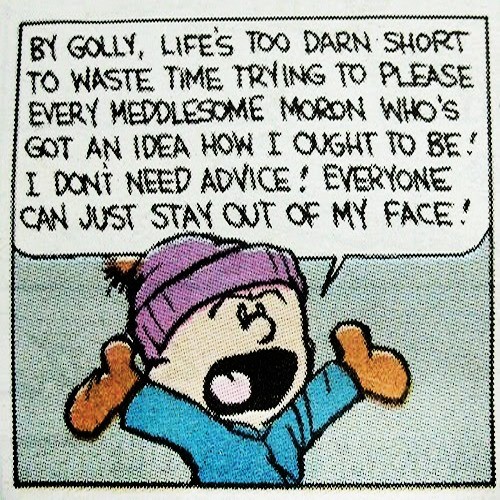 BY GOLLY, LIFE'S TOO DARN SHORT
TO WASTE TIME TRYING TO PLEASE
EVERY MEDDLESOME MORON WHO'S
GOT AN IDEA HOW I OUGHT TO BE!
I DON'T NEED ADVICE! EVERYONE
CAN JUST STAY OUT OF MY FACE!